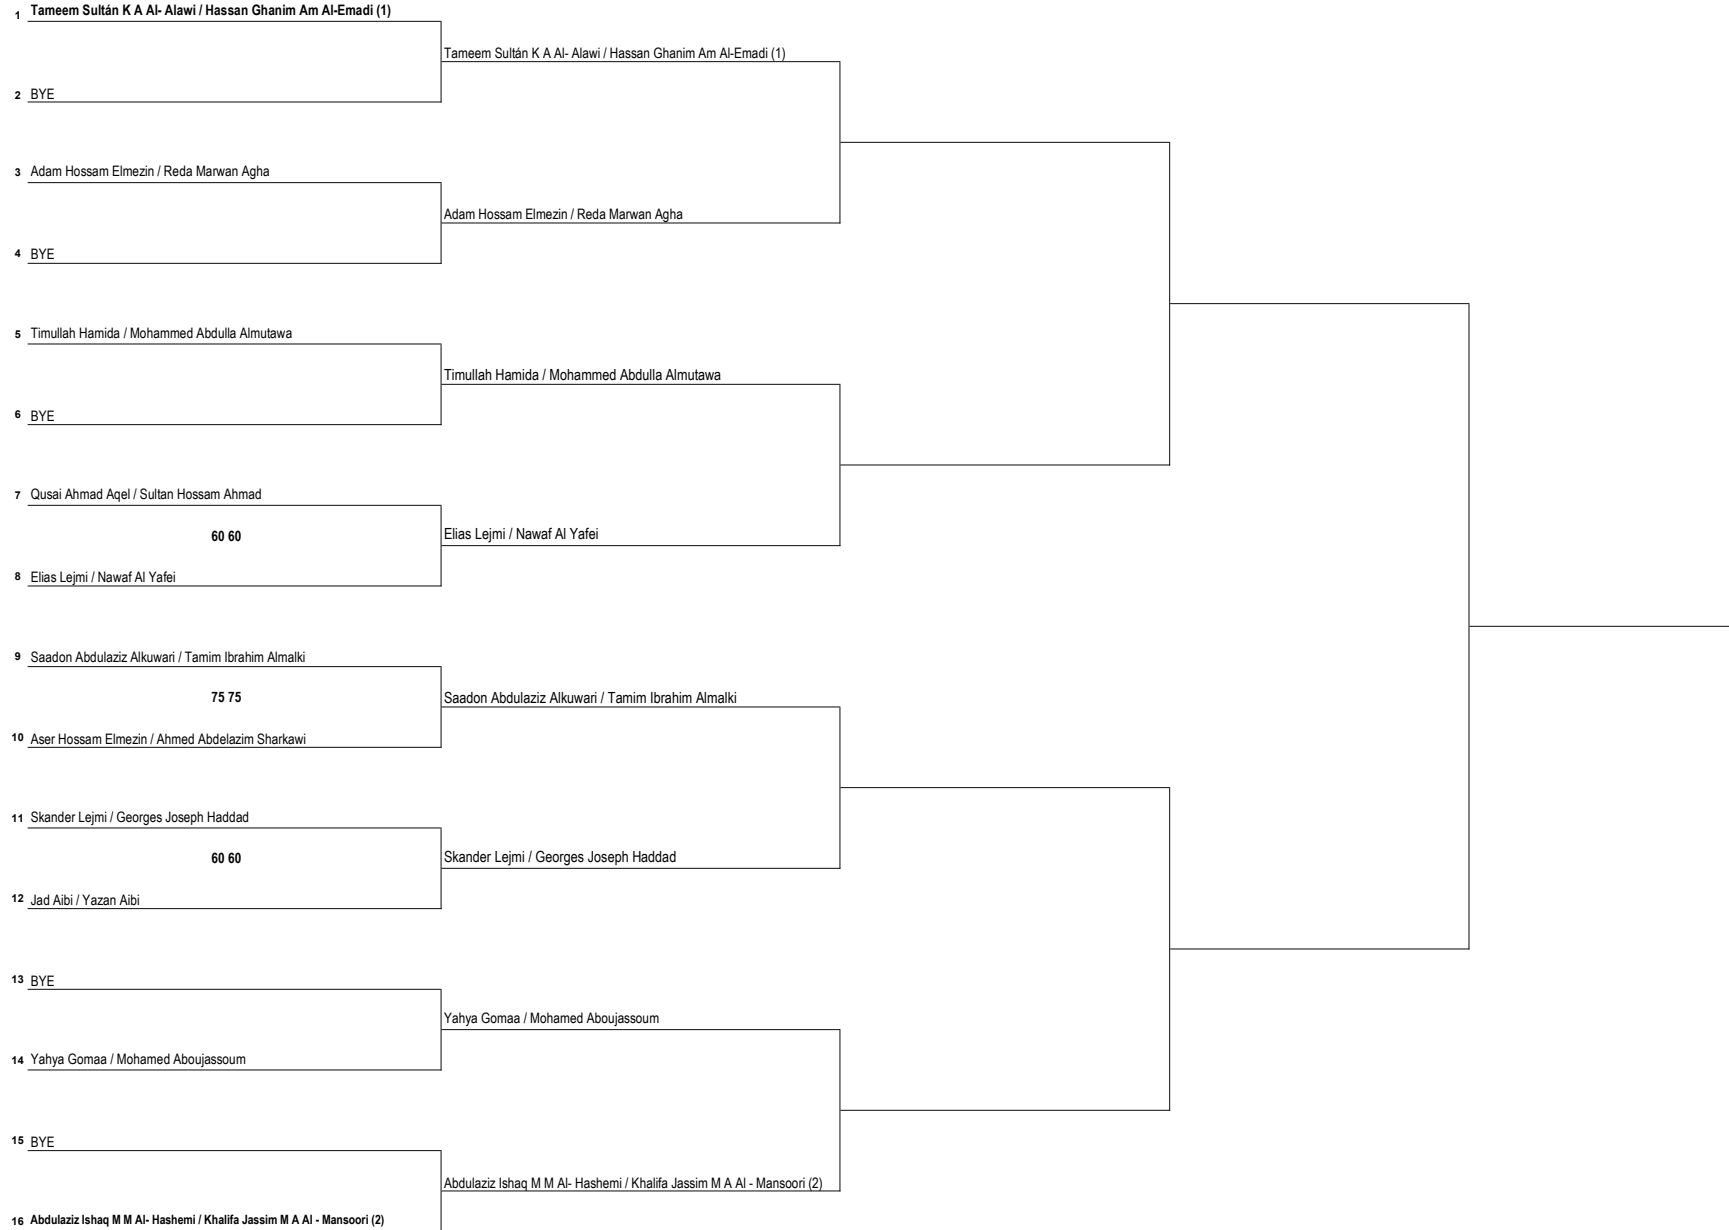 1 Tameem Sultán K A Al- Alawi / Hassan Ghanim Am Al-Emadi (1)
Tameem Sultán K A Al- Alawi / Hassan Ghanim Am Al-Emadi (1)
2 BYE
3 Adam Hossam Elmezin / Reda Marwan Agha
Adam Hossam Elmezin / Reda Marwan Agha
4 BYE
5 Timullah Hamida / Mohammed Abdulla Almutawa
Timullah Hamida / Mohammed Abdulla Almutawa
6 BYE
7 Qusai Ahmad Aqel / Sultan Hossam Ahmad
60 60
Elias Lejmi / Nawaf Al Yafei
8 Elias Lejmi / Nawaf Al Yafei
9 Saadon Abdulaziz Alkuwari / Tamim Ibrahim Almalki
75 75
Saadon Abdulaziz Alkuwari / Tamim Ibrahim Almalki
10 Aser Hossam Elmezin / Ahmed Abdelazim Sharkawi
11 Skander Lejmi / Georges Joseph Haddad
60 60
Skander Lejmi / Georges Joseph Haddad
12 Jad Aibi / Yazan Aibi
13 BYE
Yahya Gomaa / Mohamed Aboujassoum
14 Yahya Gomaa / Mohamed Aboujassoum
15 BYE
Abdulaziz Ishaq M M Al- Hashemi / Khalifa Jassim M A Al - Mansoori (2)
16 Abdulaziz Ishaq M M Al- Hashemi / Khalifa Jassim M A Al - Mansoori (2)